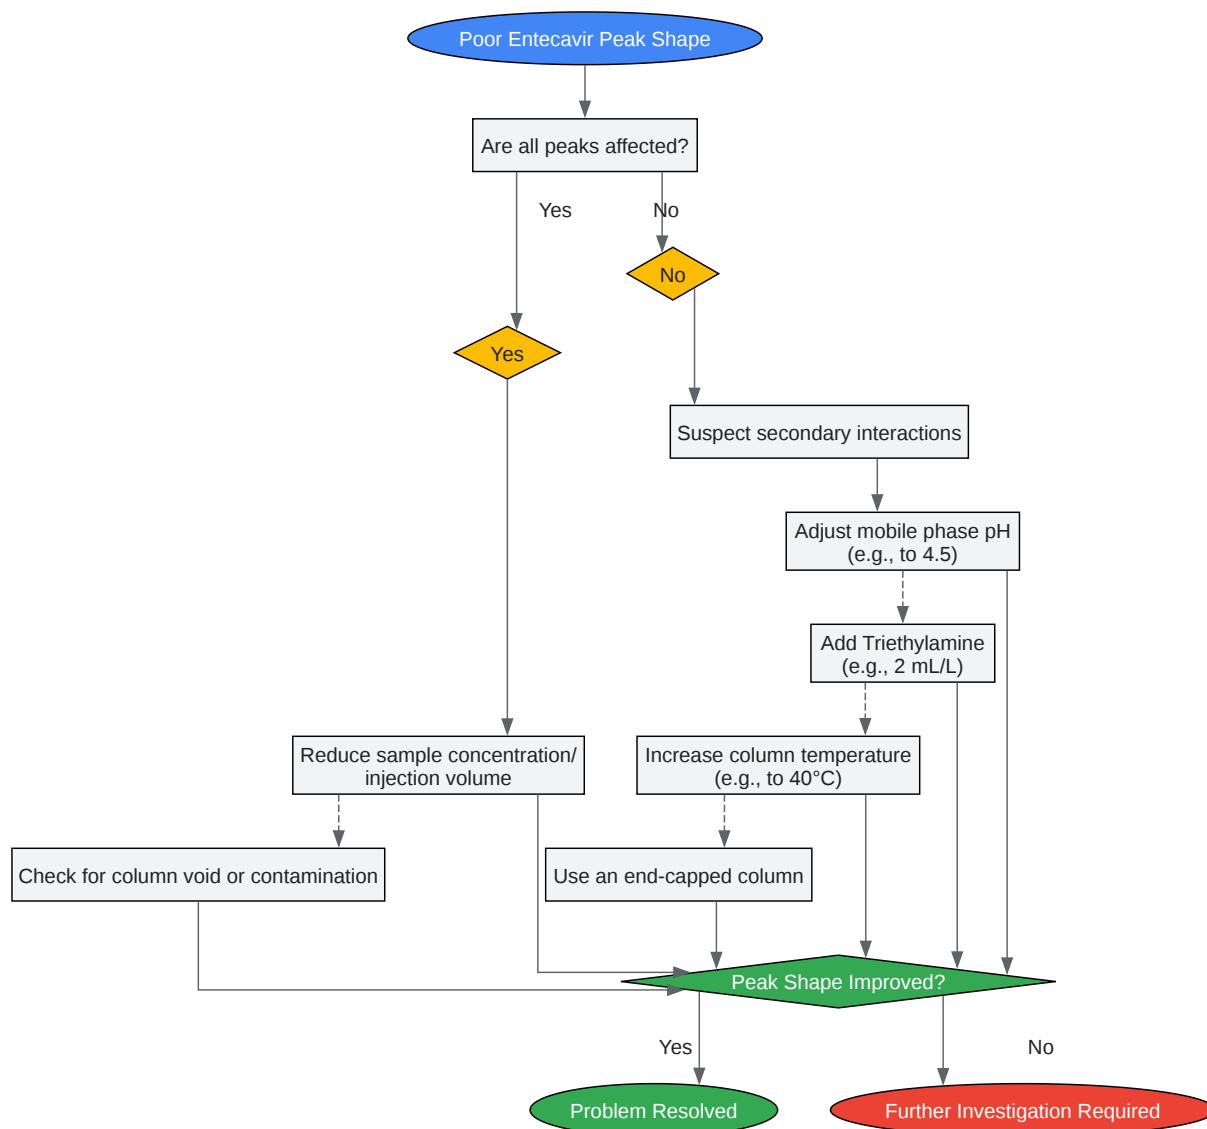 Poor Entecavir Peak Shape
Are all peaks affected?
Yes
No
No
Yes
Suspect secondary interactions
Adjust mobile phase pH
(e.g., to 4.5)
Add Triethylamine
(e.g., 2 mL/L)
Reduce sample concentration/
injection volume
Increase column temperature
(e.g., to 40°C)
Check for column void or contamination
Use an end-capped column
Peak Shape Improved?
Yes
No
Problem Resolved
Further Investigation Required